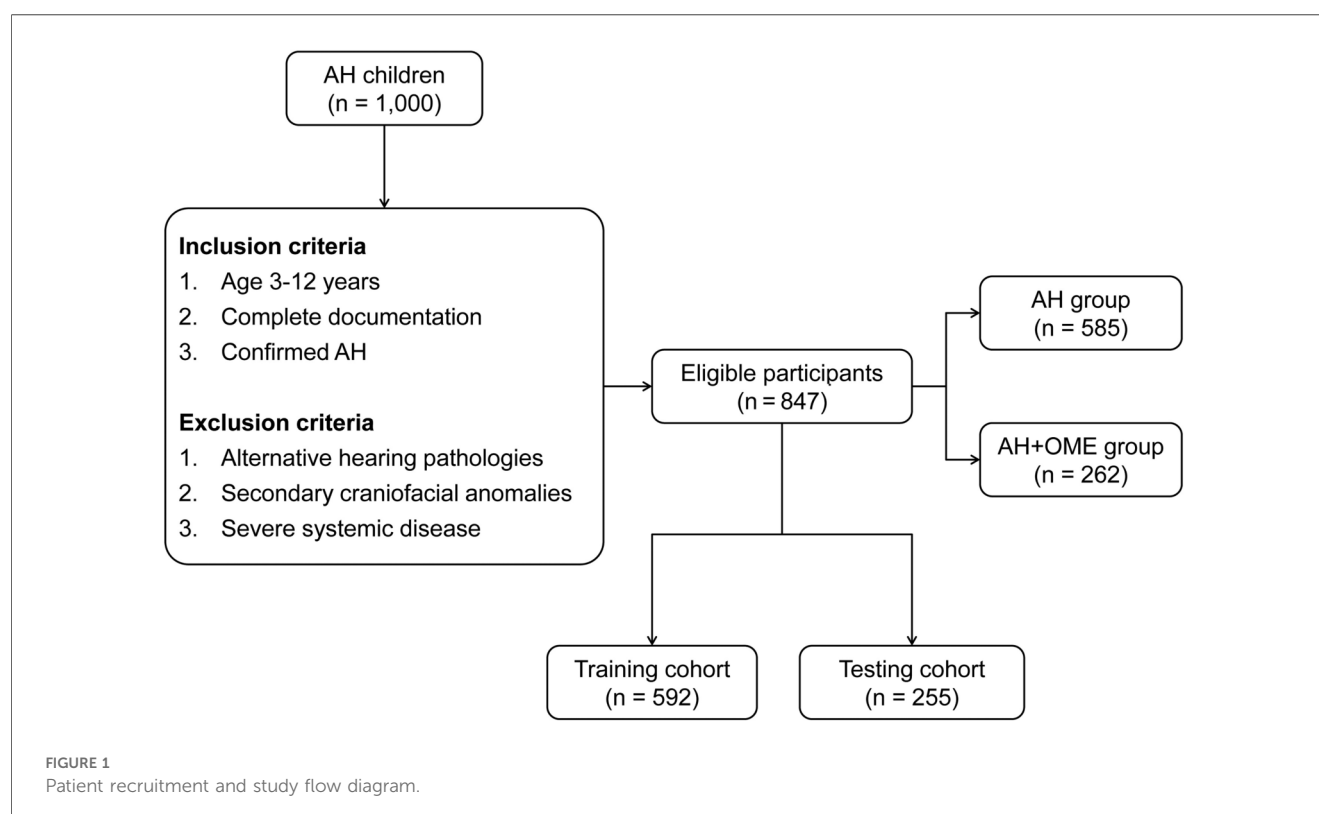 AH children
(n = 1,000)
Inclusion criteria
1. Age 3-12 years
2. Complete documentation
3. Confirmed AH
Exclusion criteria
1. Alternative hearing pathologies
2. Secondary craniofacial anomalies
3. Severe systemic disease
Eligible participants
(n = 847)
AH group
(n = 585)
AH+OME group
(n = 262)
Training cohort
(n = 592)
Testing cohort
(n = 255)
FIGURE 1
Patient recruitment and study flow diagram.